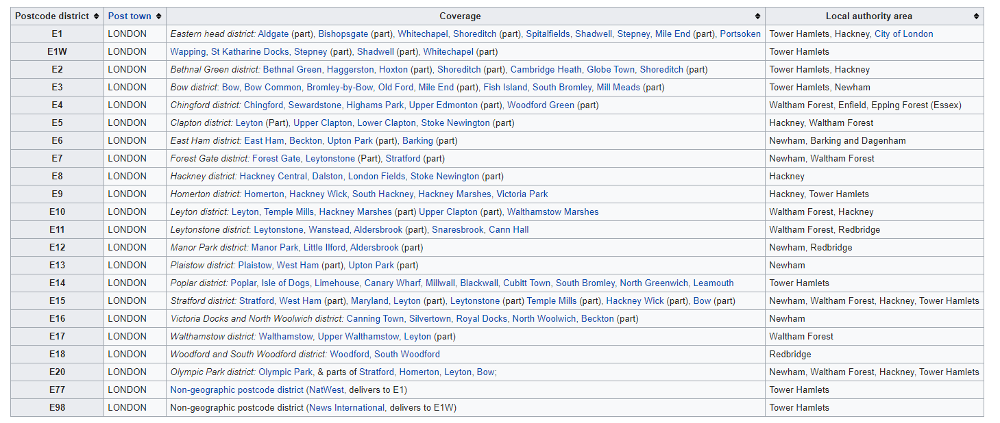 Postcode district Post town Coverage Local authority area
E1 LONDON Eastern head district: Aldgate (part), Bishopsgate (part), Whitechapel, Shoreditch (part), Spitalfields, Shadwell, Stepney, Mile End (part), Portsoken Tower Hamlets, Hackney, City of London
E1W LONDON Wapping, St Katharine Docks, Stepney (part), Shadwell (part), Whitechapel (part) Tower Hamlets
E2 LONDON Bethnal Green district: Bethnal Green, Haggerston, Hoxton (part), Shoreditch (part), Cambridge Heath, Globe Town, Shoreditch (part) Tower Hamlets, Hackney
E3 LONDON Bow district: Bow, Bow Common, Bromley-by-Bow, Old Ford, Mile End (part), Fish Island, South Bromley, Mill Meads (part) Tower Hamlets, Newham
E4 LONDON Chingford district: Chingford, Sewardstone, Highams Park, Upper Edmonton (part), Woodford Green (part) Waltham Forest, Enfield, Epping Forest (Essex)
E5 LONDON Clapton district: Leyton (Part), Upper Clapton, Lower Clapton, Stoke Newington (part) Hackney, Waltham Forest
E6 LONDON East Ham district: East Ham, Beckton, Upton Park (part), Barking (part) Newham, Barking and Dagenham
E7 LONDON Forest Gate district: Forest Gate, Leytonstone (Part), Stratford (part) Newham, Waltham Forest
E8 LONDON Hackney district: Hackney Central, Dalston, London Fields, Stoke Newington (part) Hackney
E9 LONDON Homerton district: Homerton, Hackney Wick, South Hackney, Hackney Marshes, Victoria Park Hackney, Tower Hamlets
E10 LONDON Leyton district: Leyton, Temple Mills, Hackney Marshes (part) Upper Clapton (part), Walthamstow Marshes Waltham Forest, Hackney
E11 LONDON Leytonstone district: Leytonstone, Wanstead, Aldersbrook (part), Snaresbrook, Cann Hall Waltham Forest, Redbridge
E12 LONDON Manor Park district: Manor Park, Little Ilford, Aldersbrook (part) Newham, Redbridge
E13 LONDON Plaistow district: Plaistow, West Ham (part), Upton Park (part) Newham
E14 LONDON Poplar district: Poplar, Isle of Dogs, Limehouse, Canary Wharf, Millwall, Blackwall, Cubitt Town, South Bromley, North Greenwich, Leamouth Tower Hamlets
E15 LONDON Stratford district: Stratford, West Ham (part), Maryland, Leyton (part), Leytonstone (part) Temple Mills (part), Hackney Wick (part), Bow (part) Newham, Waltham Forest, Hackney, Tower Hamlets
E16 LONDON Victoria Docks and North Woolwich district: Canning Town, Silvertown, Royal Docks, North Woolwich, Beckton (part) Newham
E17 LONDON Walthamstow district: Walthamstow, Upper Walthamstow, Leyton (part) Waltham Forest
E18 LONDON Woodford and South Woodford district: Woodford, South Woodford Redbridge
E20 LONDON Olympic Park district: Olympic Park, & parts of Stratford, Homerton, Leyton, Bow; Newham, Waltham Forest, Hackney, Tower Hamlets
E77 LONDON Non-geographic postcode district (NatWest, delivers to E1) Tower Hamlets
E98 LONDON Non-geographic postcode district (News International, delivers to E1W) Tower Hamlets